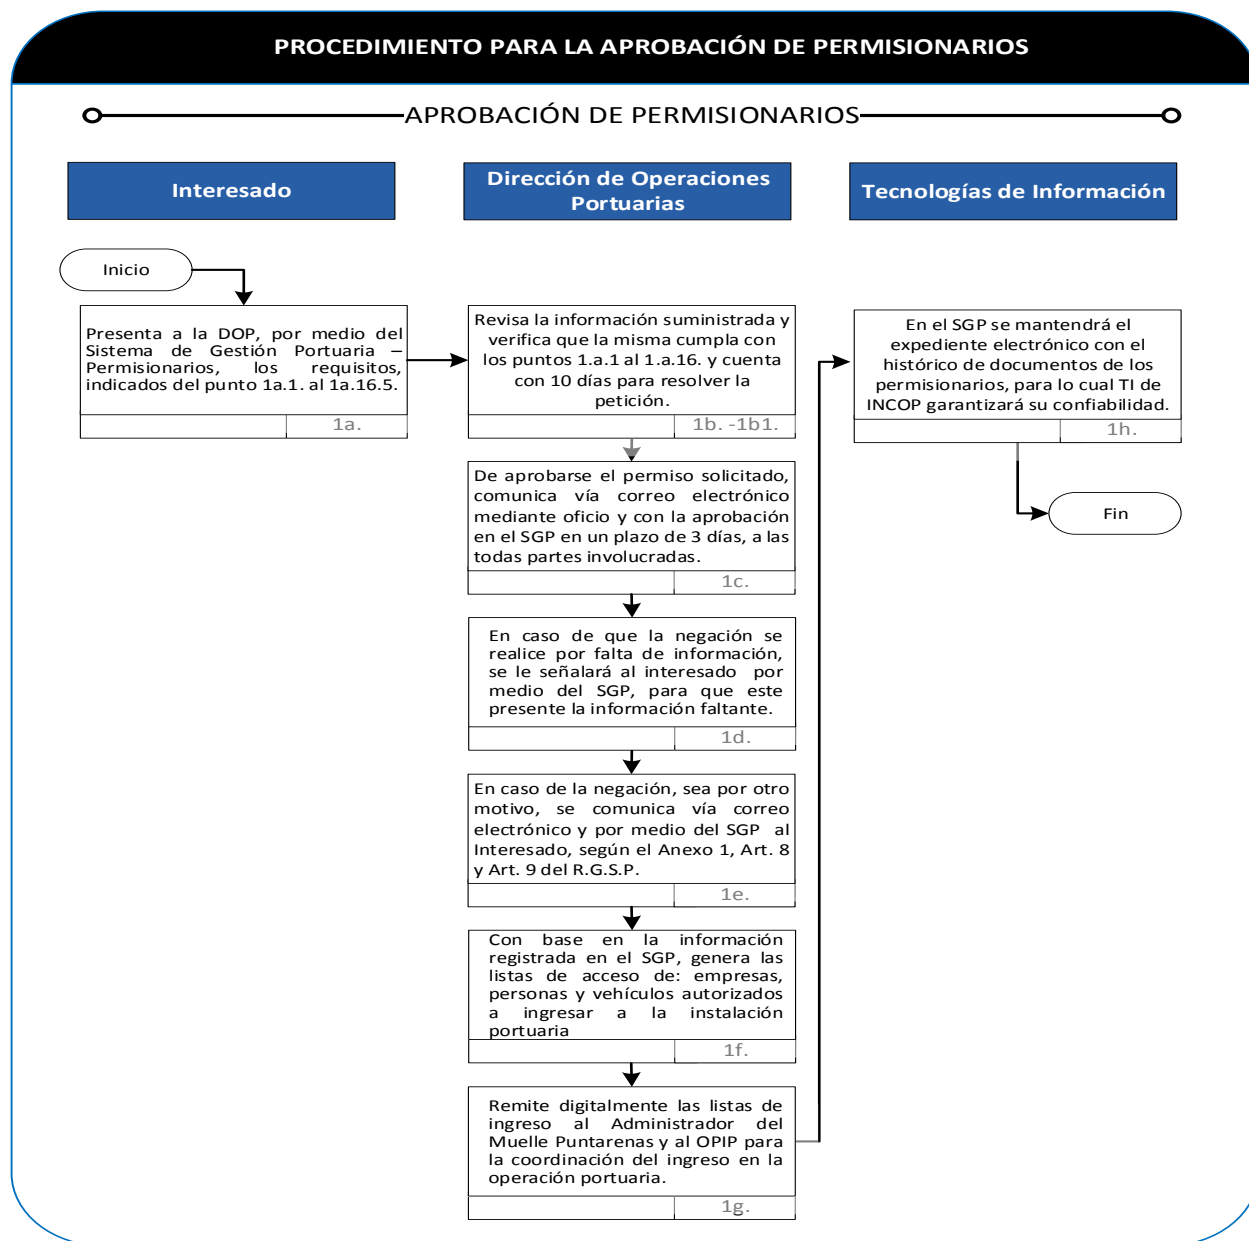 PROCEDIMIENTO PARA LA APROBACIÓN DE PERMISIONARIOS
APROBACIÓN DE PERMISIONARIOS
Interesado
Dirección de Operaciones
Portuarias
Tecnologías de Información
Inicio
Presenta a la DOP, por medio del
Sistema de Gestión Portuaria –
Permisionarios, los requisitos,
indicados del punto 1a.1. al 1a.16.5.
1a.
Revisa la información suministrada y
verifica que la misma cumpla con
los puntos 1.a.1 al 1.a.16. y cuenta
con 10 días para resolver la
petición.
1b. -1b1.
De aprobarse el permiso solicitado,
comunica vía correo electrónico
mediante oficio y con la aprobación
en el SGP en un plazo de 3 días, a las
todas partes involucradas.
1c.
En caso de que la negación se
realice por falta de información,
se le señalará al interesado por
medio del SGP, para que este
presente la información faltante.
1d.
En caso de la negación, sea por otro
motivo, se comunica vía correo
electrónico y por medio del SGP al
Interesado, según el Anexo 1, Art. 8
y Art. 9 del R.G.S.P.
1e.
Con base en la información
registrada en el SGP, genera las
listas de acceso de: empresas,
personas y vehículos autorizados
a ingresar a la instalación
portuaria
1f.
Remite digitalmente las listas de
ingreso al Administrador del
Muelle Puntarenas y al OPIP para
la coordinación del ingreso en la
operación portuaria.
1g.
En el SGP se mantendrá el
expediente electrónico con el
histórico de documentos de los
permisionarios, para lo cual TI de
INCOP garantizará su confiabilidad.
1h.
Fin